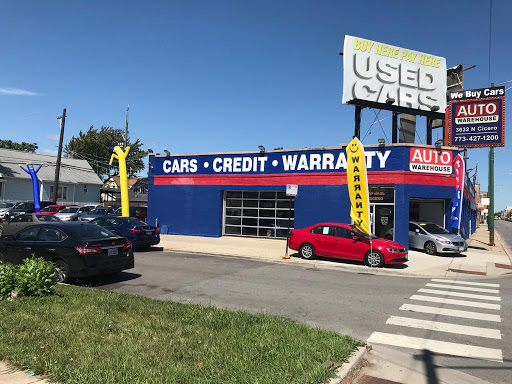 BUY HERE PAY HERE
USED
CARS
We Buy Cars
AUTO
WAREHOUSE
3632 N Cicero
773-427-1200
CARS • CREDIT • WARRANTY
AUTO
WAREHOUSE
WARRANTY